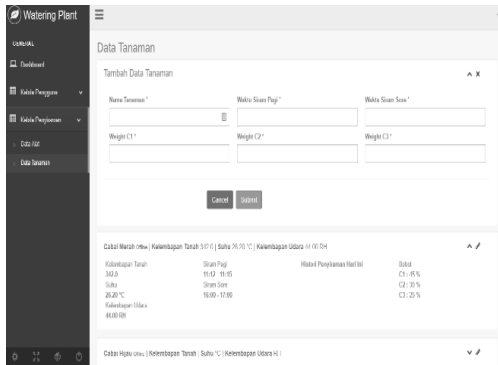 Watering Plant
GENERAL
Dashboard
Kelola Pengguna
Kelola Penyiraman
Data Alat
Data Tanaman
Data Tanaman
Tambah Data Tanaman
Nama Tanaman *
Waktu Siram Pagi *
Waktu Siram Sore *
Weight C1 *
Weight C2 *
Weight C3 *
Cancel
Submit
Cabai Merah Offline | Kelembapan Tanah 342.0 | Suhu 26.20 °C | Kelembapan Udara 44.00 RH
Kelembapan Tanah
342.0
Suhu
26.20 °C
Kelembapan Udara
44.00 RH
Siram Pagi
11:12 - 11:15
Siram Sore
16:00 - 17:00
Histori Penyiraman Hari Ini
Bobot
C1 : 45 %
C2 : 30 %
C3 : 25 %
Cabai Hijau Offline | Kelembapan Tanah | Suhu °C | Kelembapan Udara